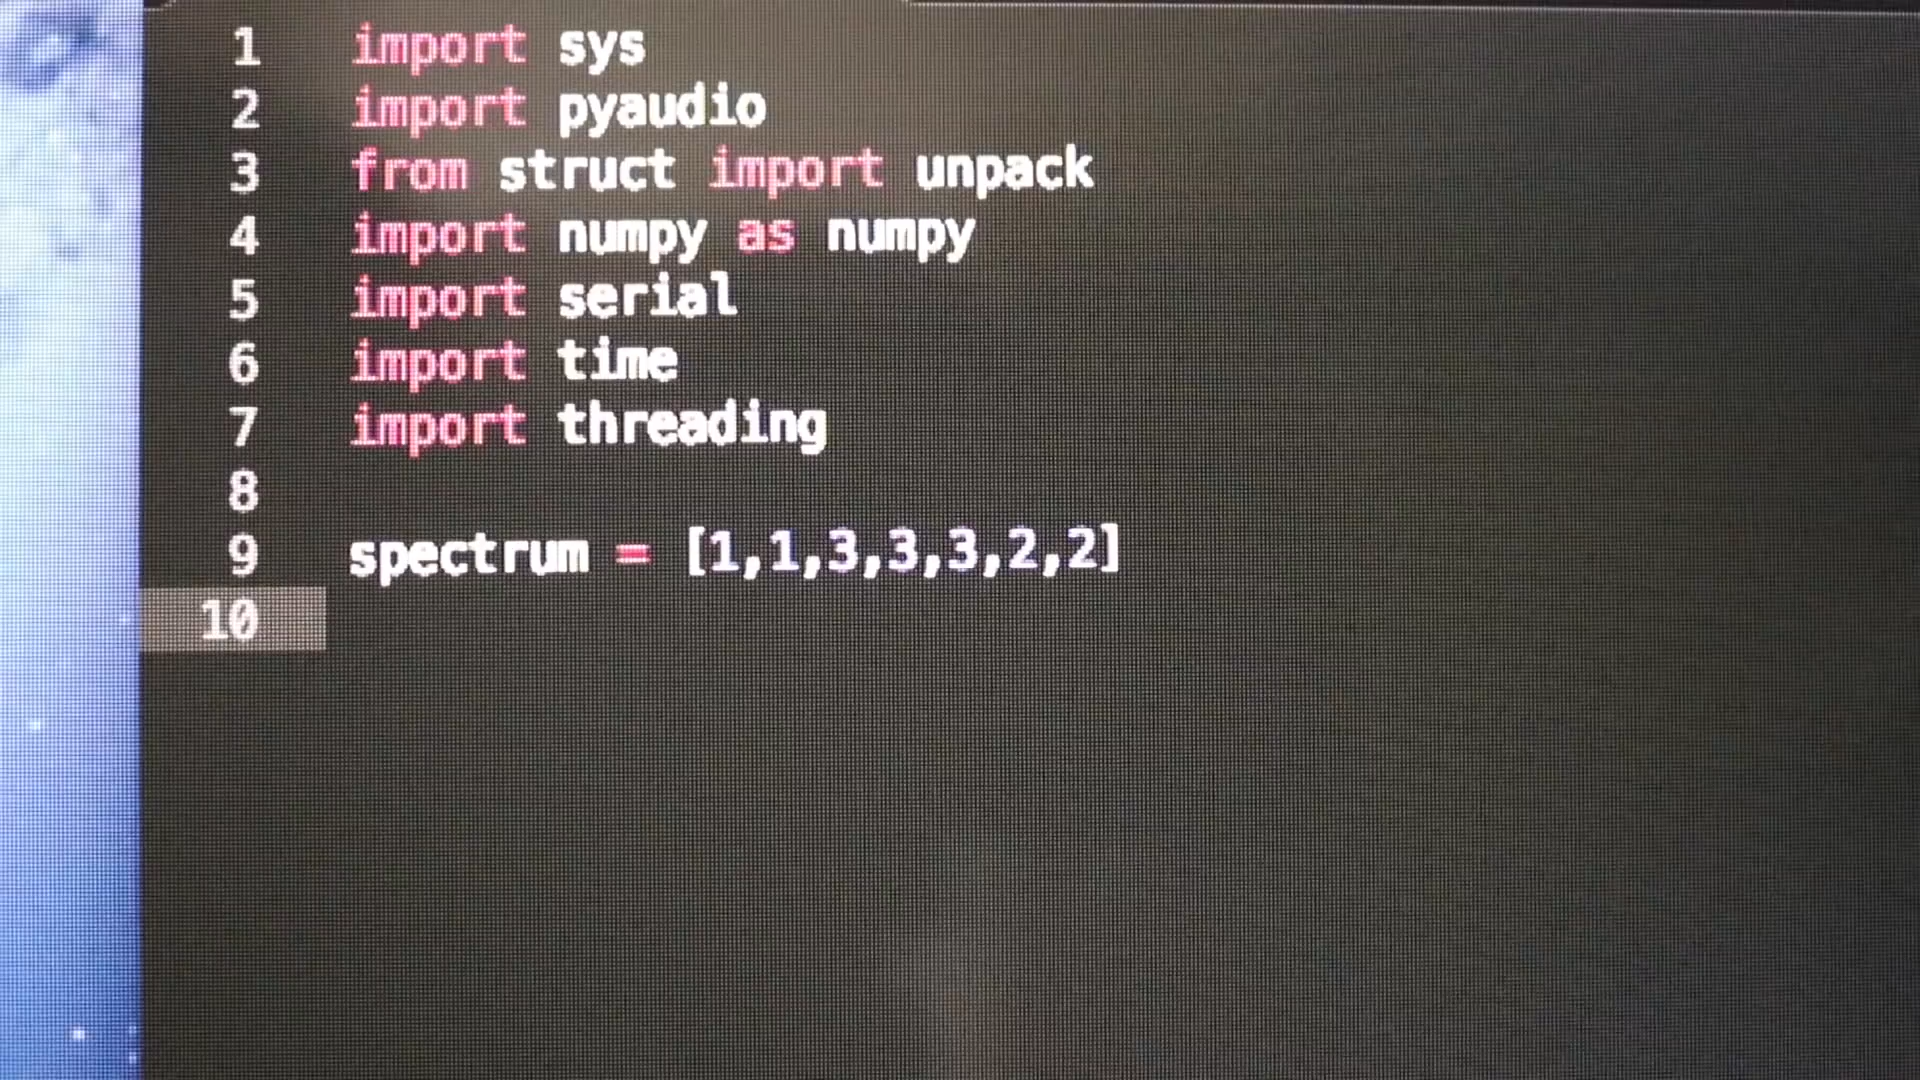 1 import sys
2 import pyaudio
3 from struct import unpack
4 import numpy as numpy
5 import serial
6 import time
7 import threading
8
9 spectrum = [1,1,3,3,3,2,2]
10